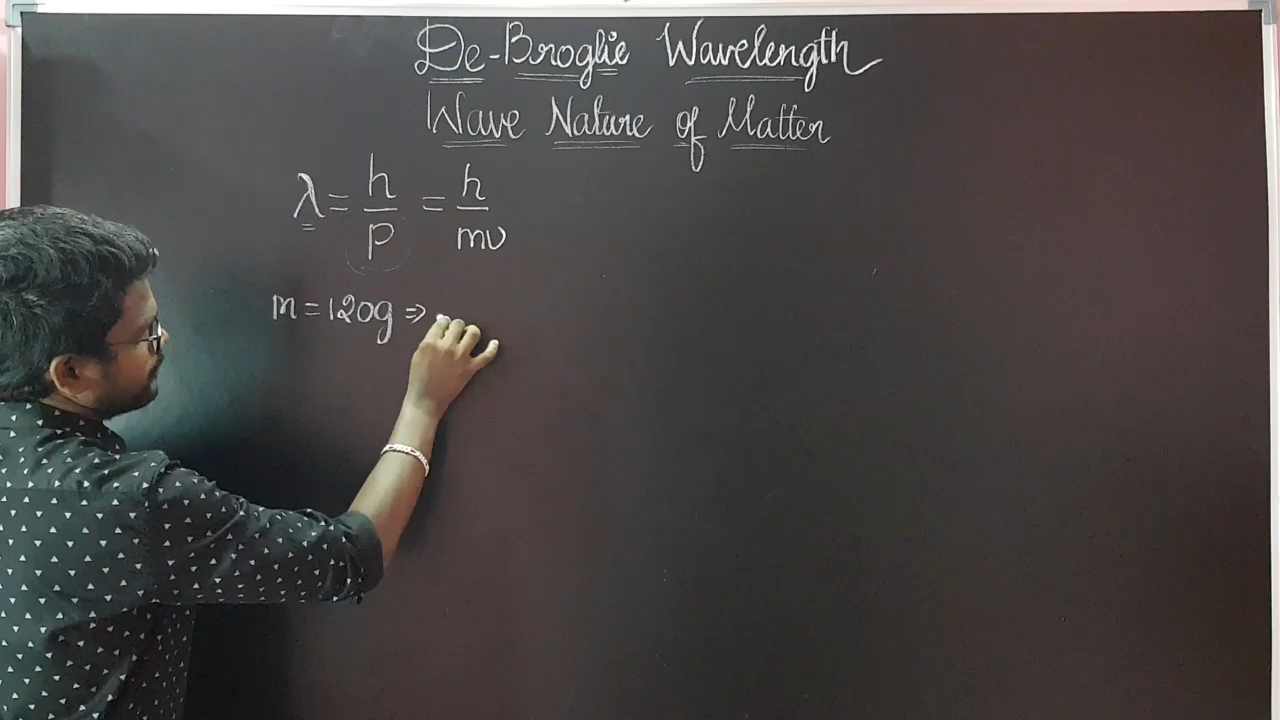 De-Broglie Wavelength
Wave Nature of Matter
λ = h/p = h/mv
m = 120g ⇒